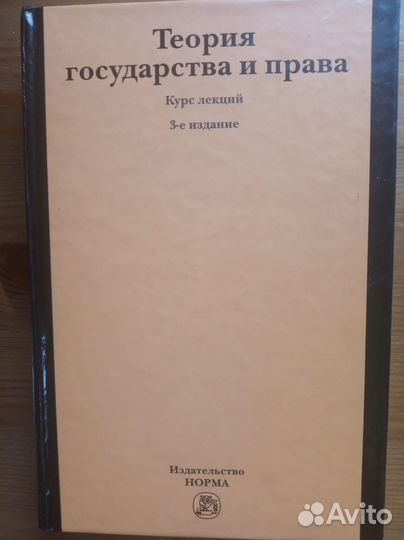 Теория
государства и права
Курс лекций
3-е издание
Издательство
НОРМА
Avito